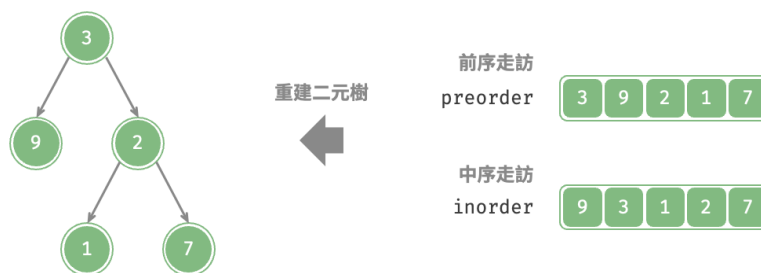 3
前序走訪
重建二元樹
preorder 3 9 2 1 7
9 2
中序走訪
inorder 9 3 1 2 7
1 7